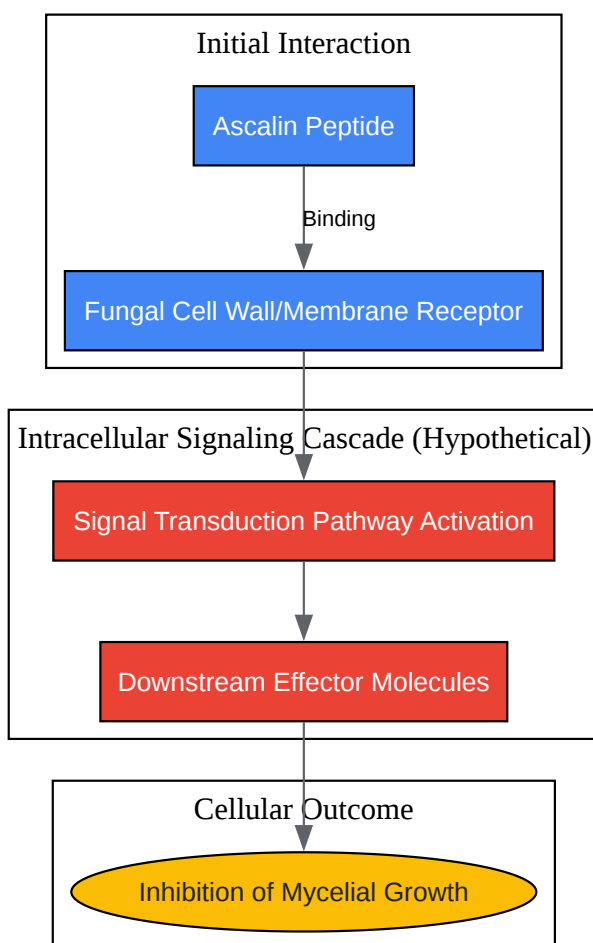 Initial Interaction
Ascalin Peptide
Binding
Fungal Cell Wall/Membrane Receptor
Intracellular Signaling Cascade (Hypothetical)
Signal Transduction Pathway Activation
Downstream Effector Molecules
Cellular Outcome
Inhibition of Mycelial Growth